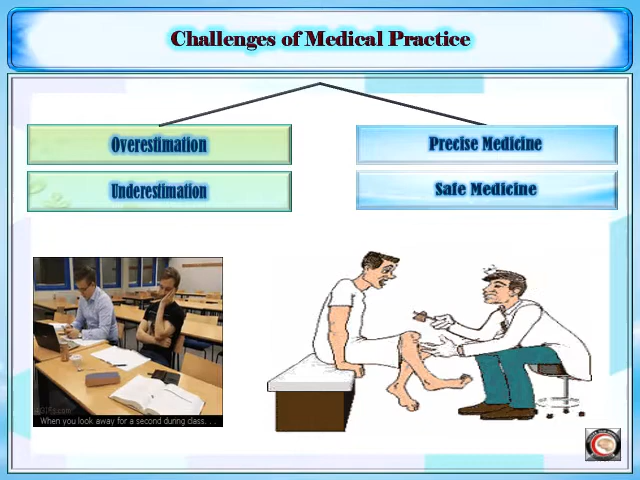 Challenges of Medical Practice
Overestimation
Precise Medicine
Underestimation
Safe Medicine
When you look away for a second during class. . .